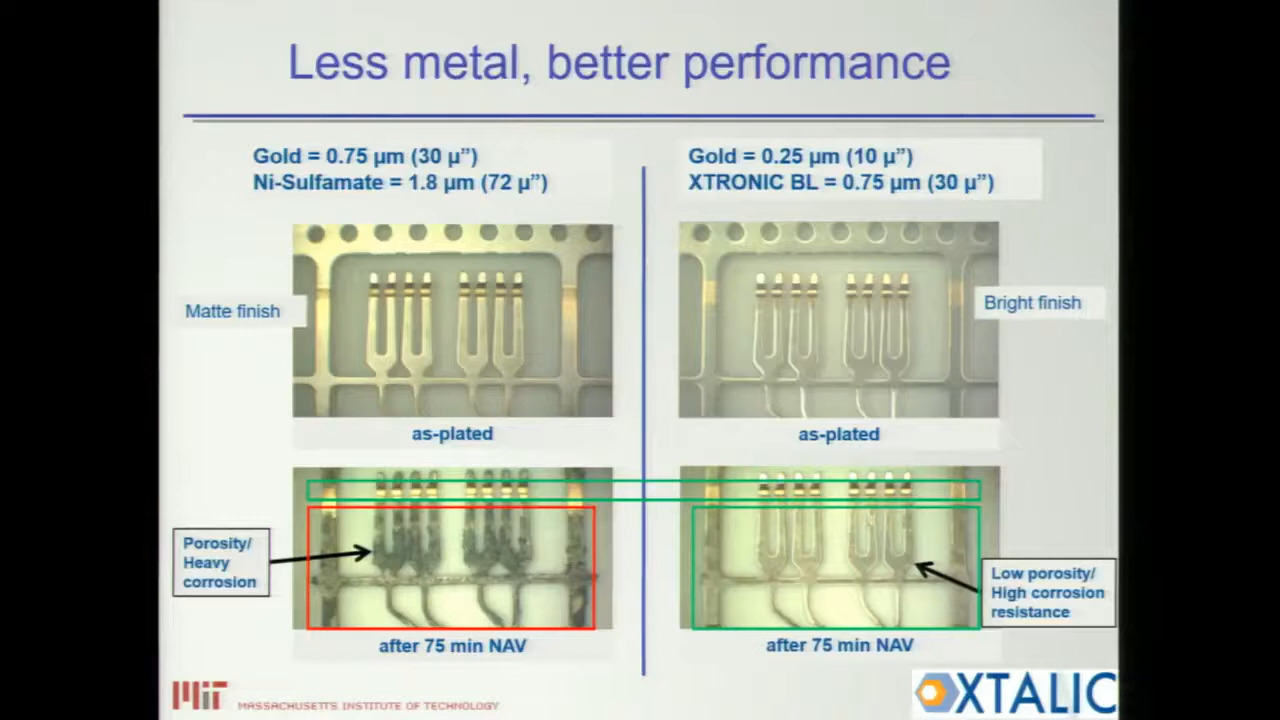 Less metal, better performance
Gold = 0.75 µm (30 µ”)
Ni-Sulfamate = 1.8 µm (72 µ”)
Matte finish
as-plated
Porosity/
Heavy
corrosion
after 75 min NAV
Gold = 0.25 µm (10 µ”)
XTRONIC BL = 0.75 µm (30 µ”)
Bright finish
as-plated
Low porosity/
High corrosion
resistance
after 75 min NAV
MIT MASSACHUSETTS INSTITUTE OF TECHNOLOGY
XTALIC